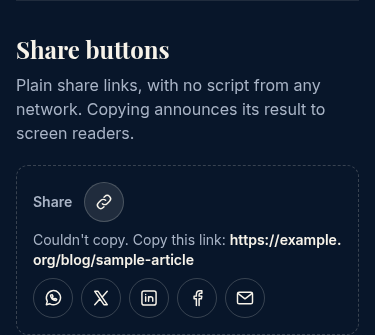 Share buttons
Plain share links, with no script from any
network. Copying announces its result to
screen readers.
Share
Couldn't copy. Copy this link: https://example.
org/blog/sample-article